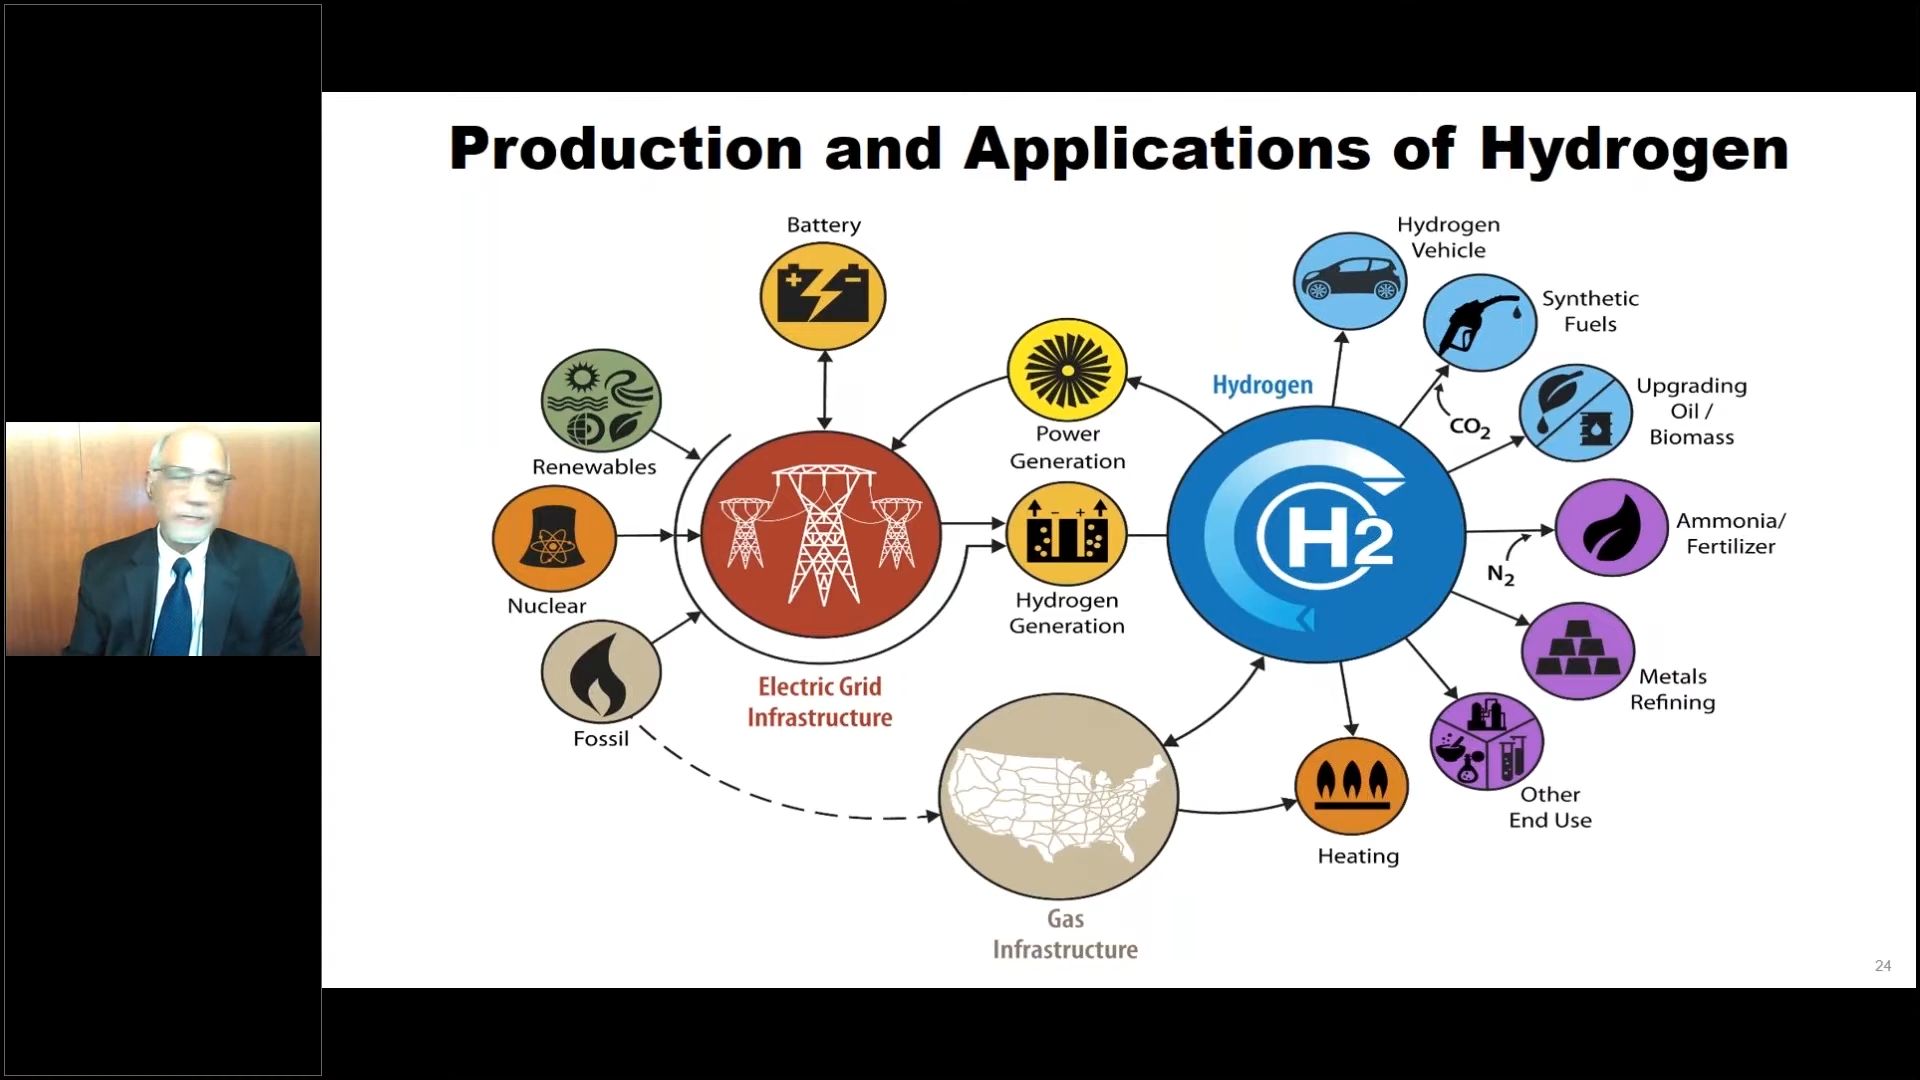 Production and Applications of Hydrogen
Battery
Hydrogen
Vehicle
Synthetic
Fuels
Hydrogen
Upgrading
Oil /
Biomass
CO2
Power
Generation
Renewables
H2
Ammonia/
Fertilizer
N2
Nuclear
Hydrogen
Generation
Electric Grid
Infrastructure
Metals
Refining
Fossil
Other
End Use
Heating
Gas
Infrastructure
24